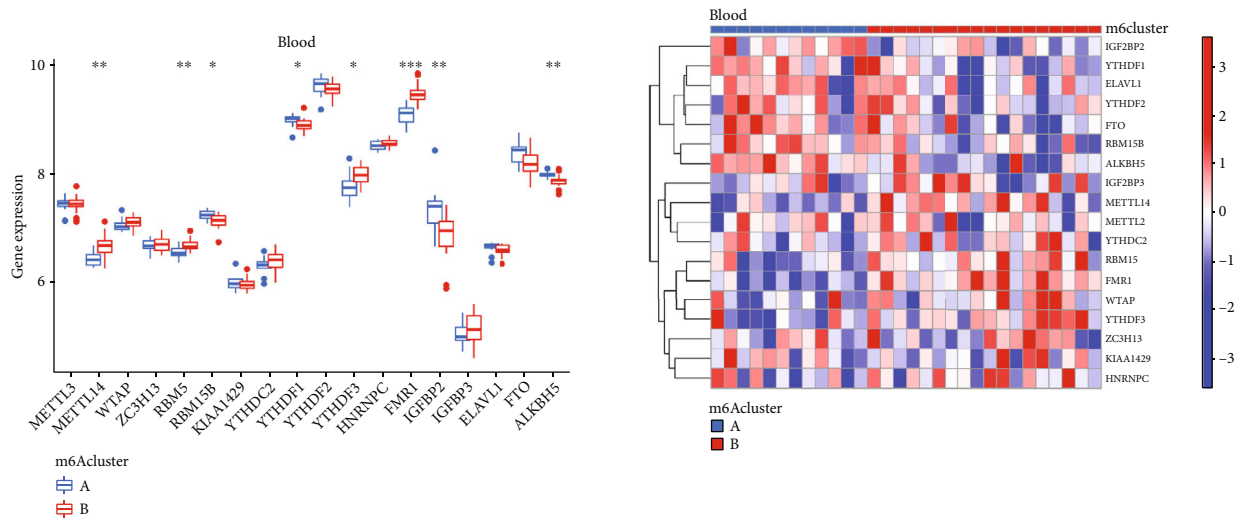 Blood
** ** * * * *** ** **
10
8
6
Gene expression
METTL3
METTL14
WTAP
ZC3H13
RBM5
RBM15B
KIAA1429
YTHDC2
YTHDF1
YTHDF2
YTHDF3
HNRNPC
FMR1
IGFBP2
IGFBP3
ELAVL1
FTO
ALKBH5
m6Acluster
A
B
Blood
m6cluster
IGF2BP2
YTHDF1
ELAVL1
YTHDF2
FTO
RBM15B
ALKBH5
IGF2BP3
METTL14
METTL2
YTHDC2
RBM15
FMR1
WTAP
YTHDF3
ZC3H13
KIAA1429
HNRNPC
3
2
1
0
−1
−2
−3
m6Acluster
A
B